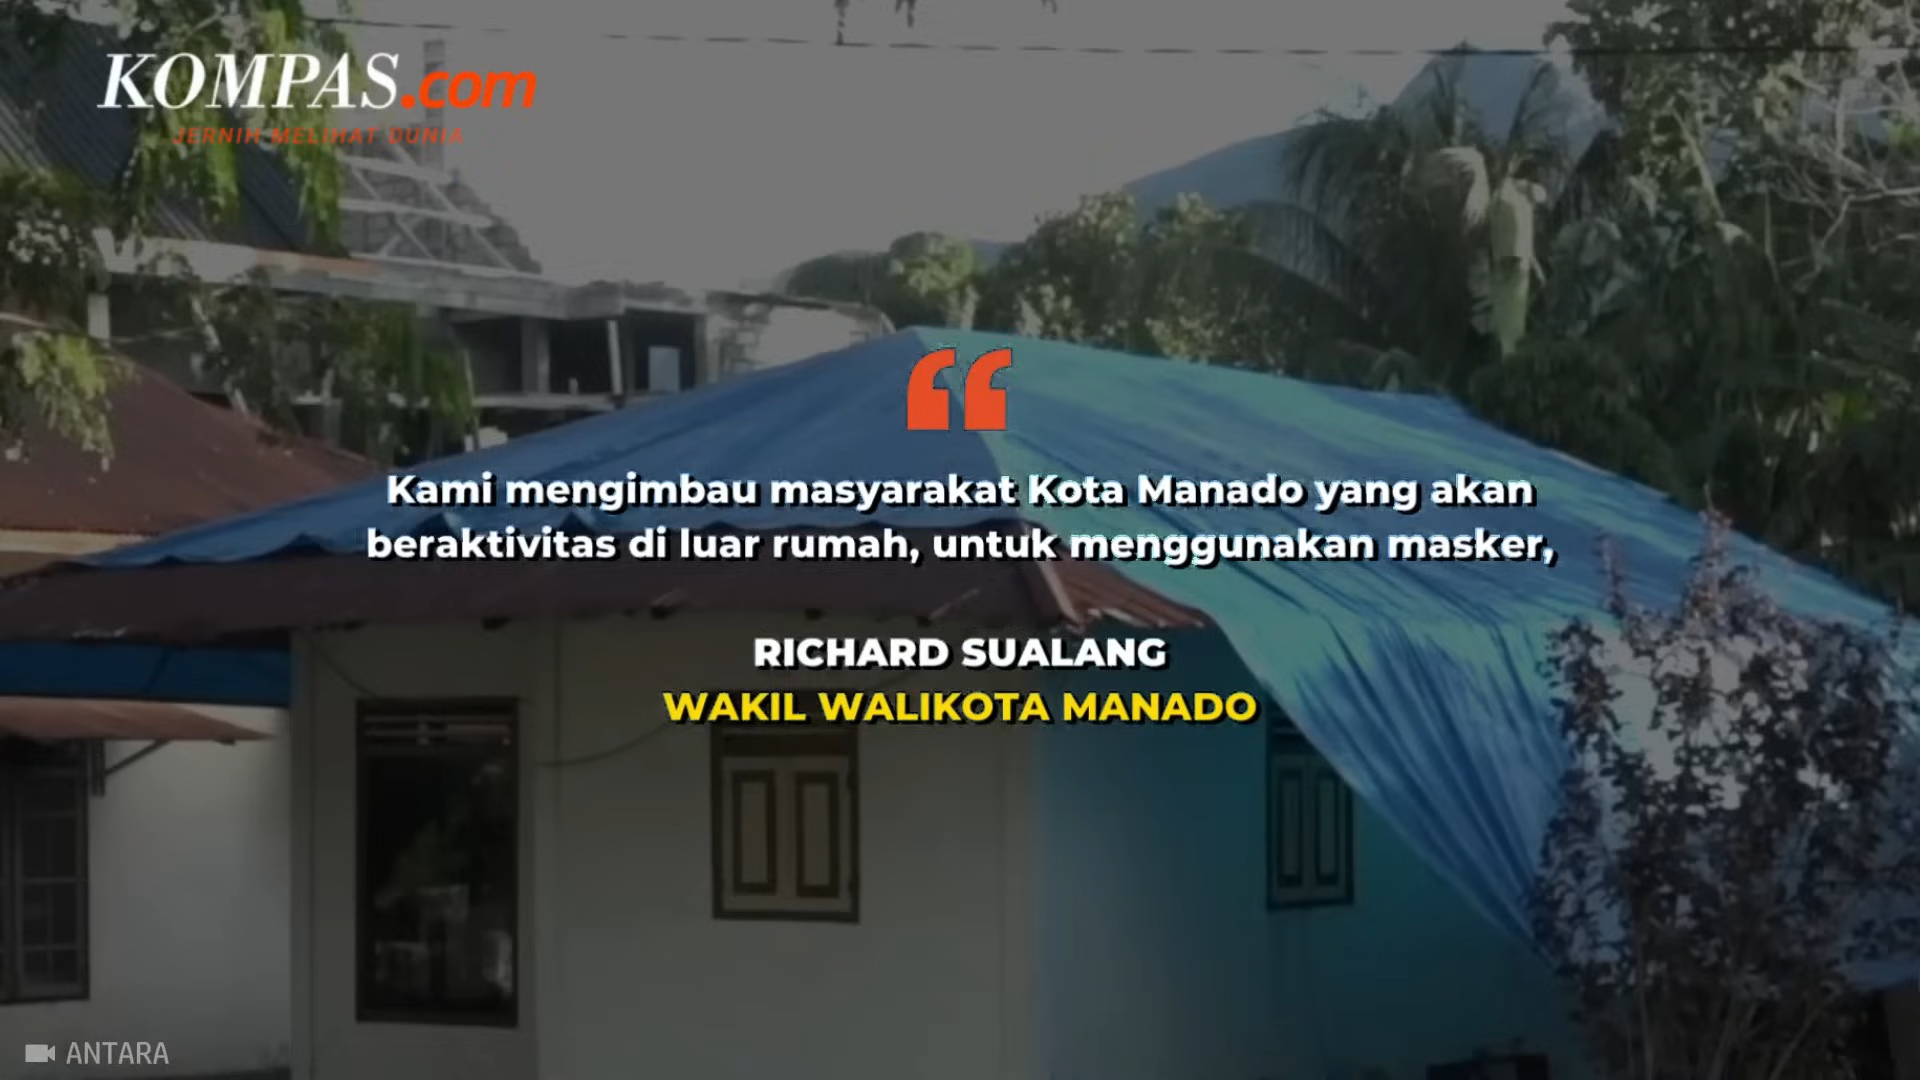 KOMPAS.com
JERNIH MELIHAT DUNIA
Kami mengimbau masyarakat Kota Manado yang akan
beraktivitas di luar rumah, untuk menggunakan masker,
RICHARD SUALANG
WAKIL WALIKOTA MANADO
ANTARA